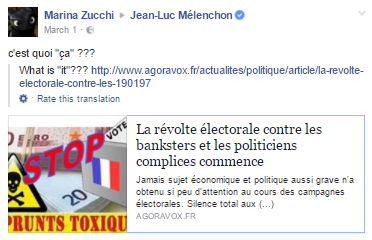 Marina Zucchi ▸ Jean-Luc Mélenchon
March 1 ·
c'est quoi "ça" ???
What is "it"??? http://www.agoravox.fr/actualites/politique/article/la-revolte-
electorale-contre-les-190197
· Rate this translation
EURO
STOP
VOTE
20
PRUNTS TOXIQU
La révolte électorale contre les
banksters et les politiciens
complices commence
Jamais sujet économique et politique aussi grave n'a
obtenu si peu d'attention au cours des campagnes
électorales. Silence total aux (...)
AGORAVOX.FR